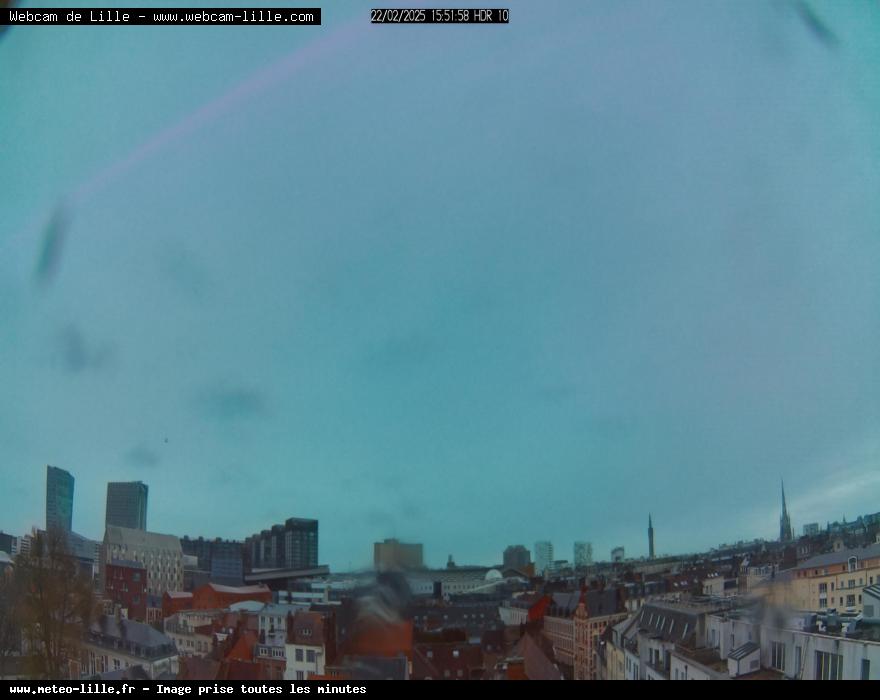 Webcam de Lille - www.webcam-lille.com
22/02/2025 15:51:58 HDR 10
www.meteo-lille.fr - Image prise toutes les minutes